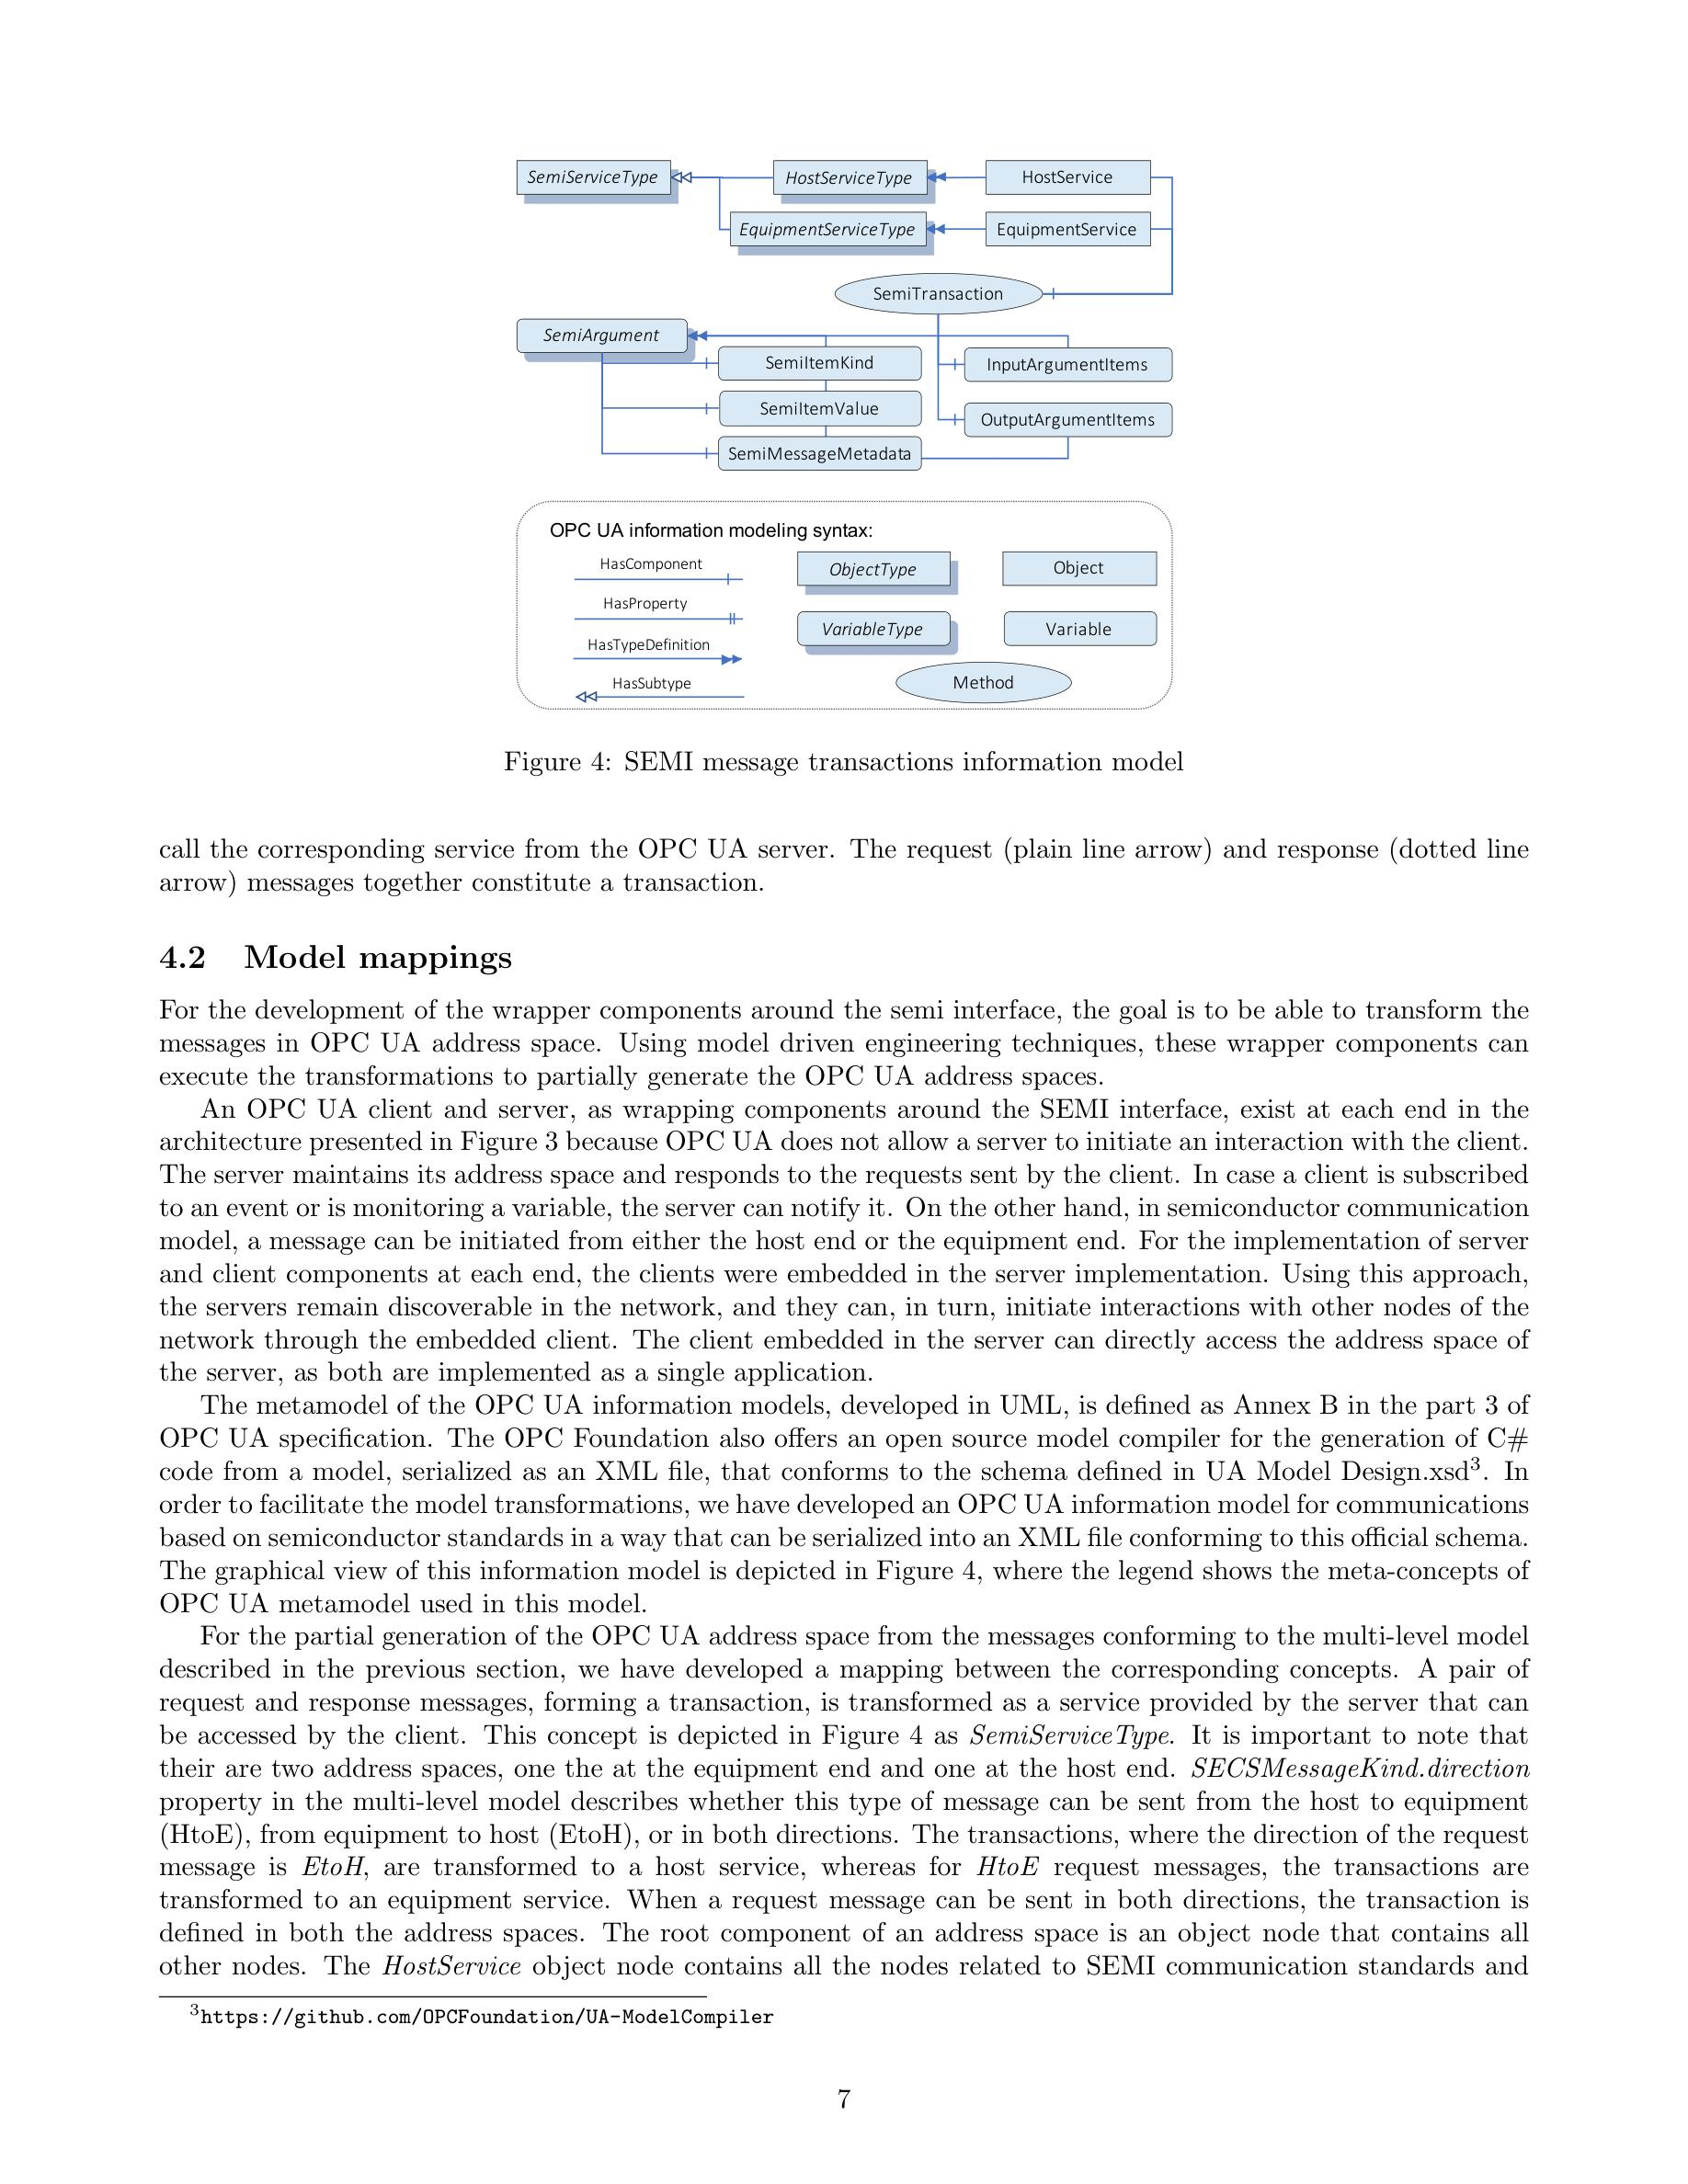 SemiServiceType
HostServiceType
HostService
EquipmentServiceType
EquipmentService
SemiTransaction
SemiArgument
SemiItemKind
InputArgumentItems
SemiItemValue
OutputArgumentItems
SemiMessageMetadata
OPC UA information modeling syntax:
HasComponent
ObjectType
Object
HasProperty
VariableType
Variable
HasTypeDefinition
HasSubtype
Method
Figure 4: SEMI message transactions information model
call the corresponding service from the OPC UA server. The request (plain line arrow) and response (dotted line
arrow) messages together constitute a transaction.
4.2 Model mappings
For the development of the wrapper components around the semi interface, the goal is to be able to transform the
messages in OPC UA address space. Using model driven engineering techniques, these wrapper components can
execute the transformations to partially generate the OPC UA address spaces.
An OPC UA client and server, as wrapping components around the SEMI interface, exist at each end in the
architecture presented in Figure 3 because OPC UA does not allow a server to initiate an interaction with the client.
The server maintains its address space and responds to the requests sent by the client. In case a client is subscribed
to an event or is monitoring a variable, the server can notify it. On the other hand, in semiconductor communication
model, a message can be initiated from either the host end or the equipment end. For the implementation of server
and client components at each end, the clients were embedded in the server implementation. Using this approach,
the servers remain discoverable in the network, and they can, in turn, initiate interactions with other nodes of the
network through the embedded client. The client embedded in the server can directly access the address space of
the server, as both are implemented as a single application.
The metamodel of the OPC UA information models, developed in UML, is defined as Annex B in the part 3 of
OPC UA specification. The OPC Foundation also offers an open source model compiler for the generation of C#
code from a model, serialized as an XML file, that conforms to the schema defined in UA Model Design.xsd³. In
order to facilitate the model transformations, we have developed an OPC UA information model for communications
based on semiconductor standards in a way that can be serialized into an XML file conforming to this official schema.
The graphical view of this information model is depicted in Figure 4, where the legend shows the meta-concepts of
OPC UA metamodel used in this model.
For the partial generation of the OPC UA address space from the messages conforming to the multi-level model
described in the previous section, we have developed a mapping between the corresponding concepts. A pair of
request and response messages, forming a transaction, is transformed as a service provided by the server that can
be accessed by the client. This concept is depicted in Figure 4 as SemiServiceType. It is important to note that
their are two address spaces, one the at the equipment end and one at the host end. SECSMessageKind.direction
property in the multi-level model describes whether this type of message can be sent from the host to equipment
(HtoE), from equipment to host (EtoH), or in both directions. The transactions, where the direction of the request
message is EtoH, are transformed to a host service, whereas for HtoE request messages, the transactions are
transformed to an equipment service. When a request message can be sent in both directions, the transaction is
defined in both the address spaces. The root component of an address space is an object node that contains all
other nodes. The HostService object node contains all the nodes related to SEMI communication standards and
³https://github.com/OPCFoundation/UA-ModelCompiler
7